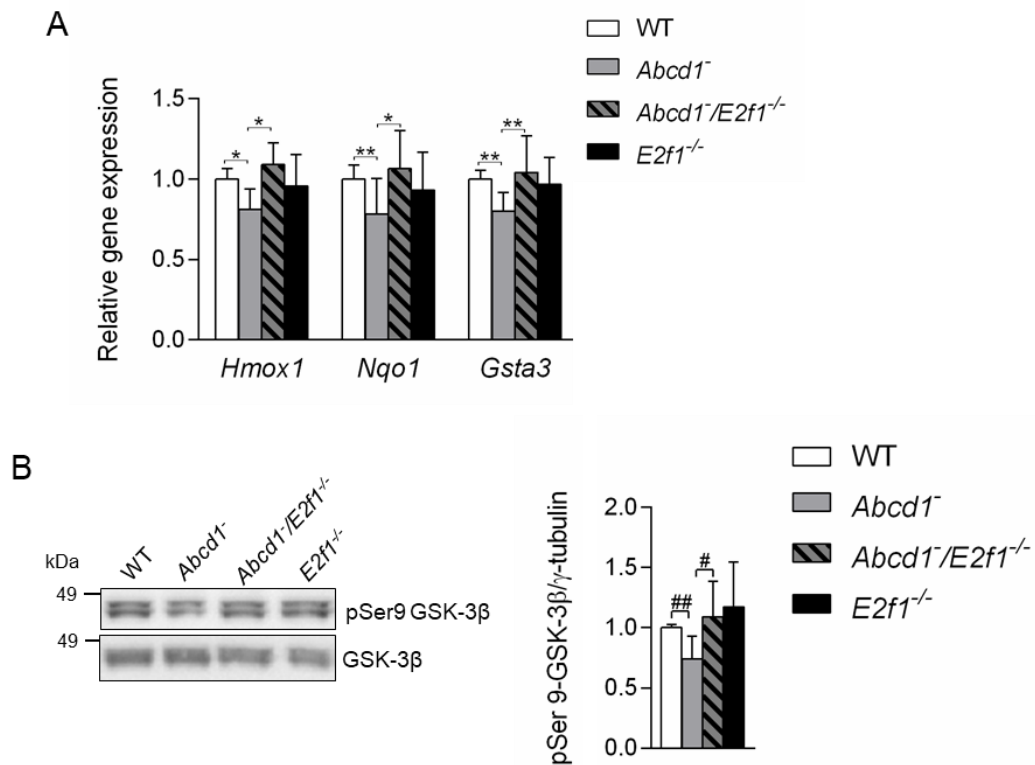 A
WT
Abcd1⁻
Abcd1⁻/E2f1⁻/⁻
E2f1⁻/⁻
Relative gene expression
1.5
1.0
0.5
0.0
* * ** * ** **
Hmox1 Nqo1 Gsta3
B
kDa
WT Abcd1⁻ Abcd1⁻/E2f1⁻/⁻ E2f1⁻/⁻
49
pSer9 GSK-3β
49
GSK-3β
pSer 9-GSK-3β/γ-tubulin
2.0
1.5
1.0
0.5
0.0
## #
WT
Abcd1⁻
Abcd1⁻/E2f1⁻/⁻
E2f1⁻/⁻